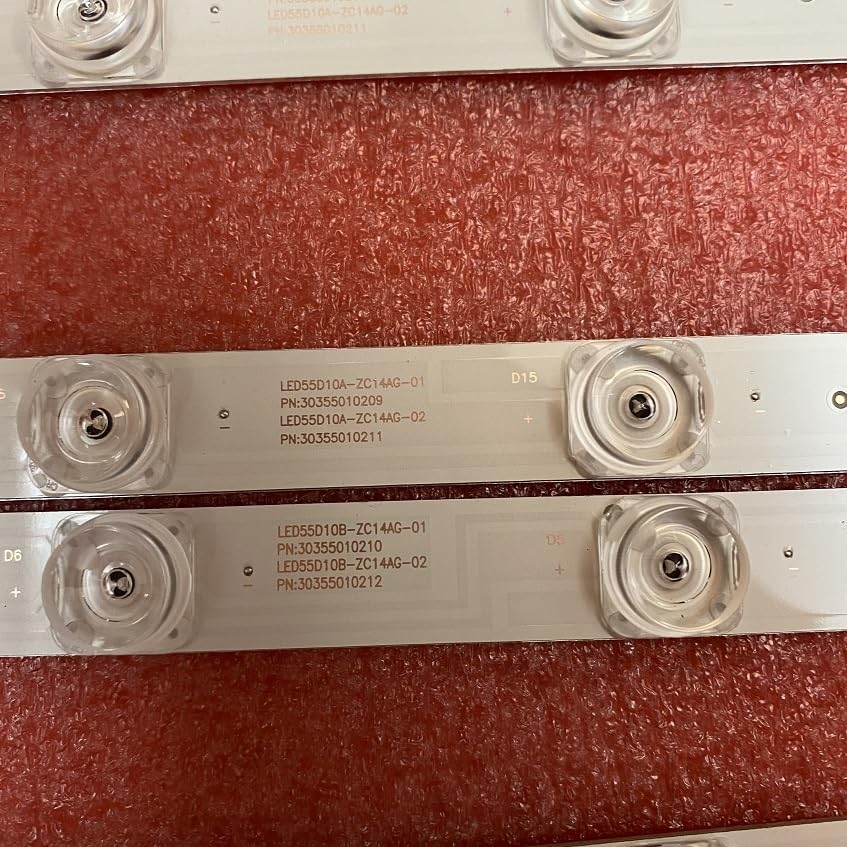 LED55D10A-ZC14AG-02
30355010211
LED55D10A-ZC14AG-01
PN:30355010209
LED55D10A-ZC14AG-02
PN:30355010211
D15
+
−
−
LED55D10B-ZC14AG-01
PN:30355010210
LED55D10B-ZC14AG-02
PN:30355010212
D6
+
−
D5
+
−